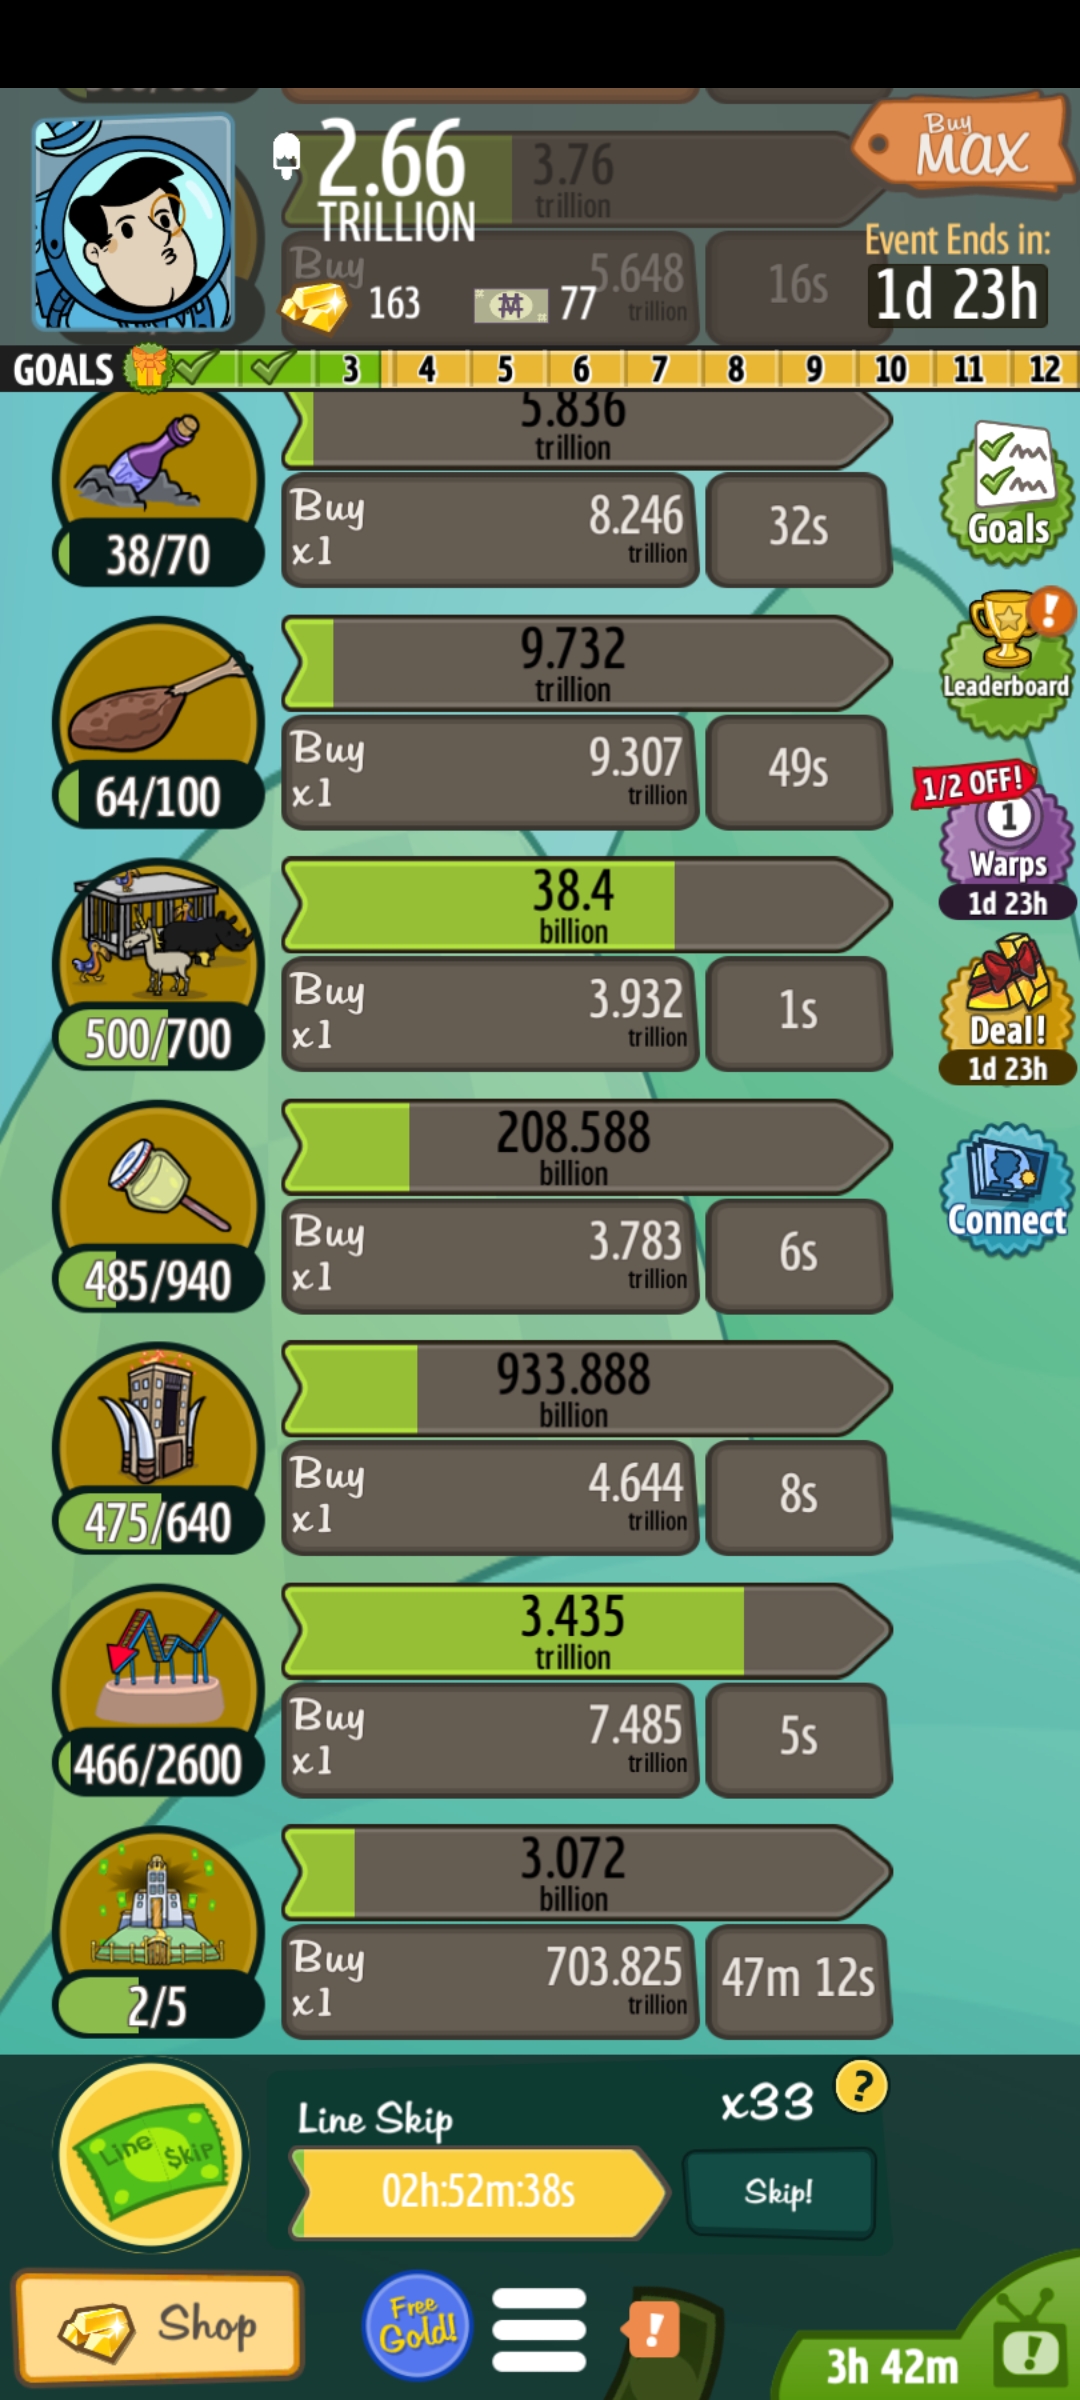 Buy
MAX
2.66
TRILLION
3.76
trillion
Buy
5.648
trillion
16s
163
77
Event Ends in:
1d 23h
GOALS
3
4
5
6
7
8
9
10
11
12
5.836
trillion
38/70
Buy
x1
8.246
trillion
32s
Goals
9.732
trillion
64/100
Buy
x1
9.307
trillion
49s
Leaderboard
1/2 OFF!
1
Warps
1d 23h
38.4
billion
500/700
Buy
x1
3.932
trillion
1s
Deal!
1d 23h
208.588
billion
485/940
Buy
x1
3.783
trillion
6s
Connect
933.888
billion
475/640
Buy
x1
4.644
trillion
8s
3.435
trillion
466/2600
Buy
x1
7.485
trillion
5s
3.072
billion
2/5
Buy
x1
703.825
trillion
47m 12s
Line $kip
Line Skip
x33
?
02h:52m:38s
Skip!
Shop
Free
Gold!
!
3h 42m
!